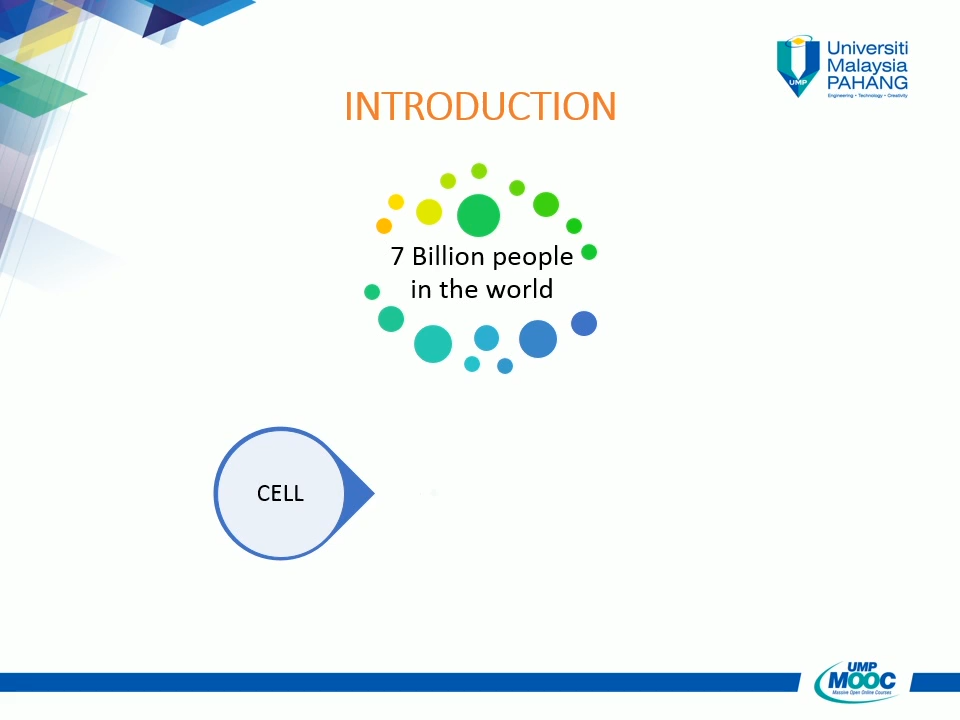 Universiti
Malaysia
PAHANG
Engineering • Technology • Creativity
UMP
INTRODUCTION
7 Billion people
in the world
CELL
UMP
MOOC
Massive Open Online Courses